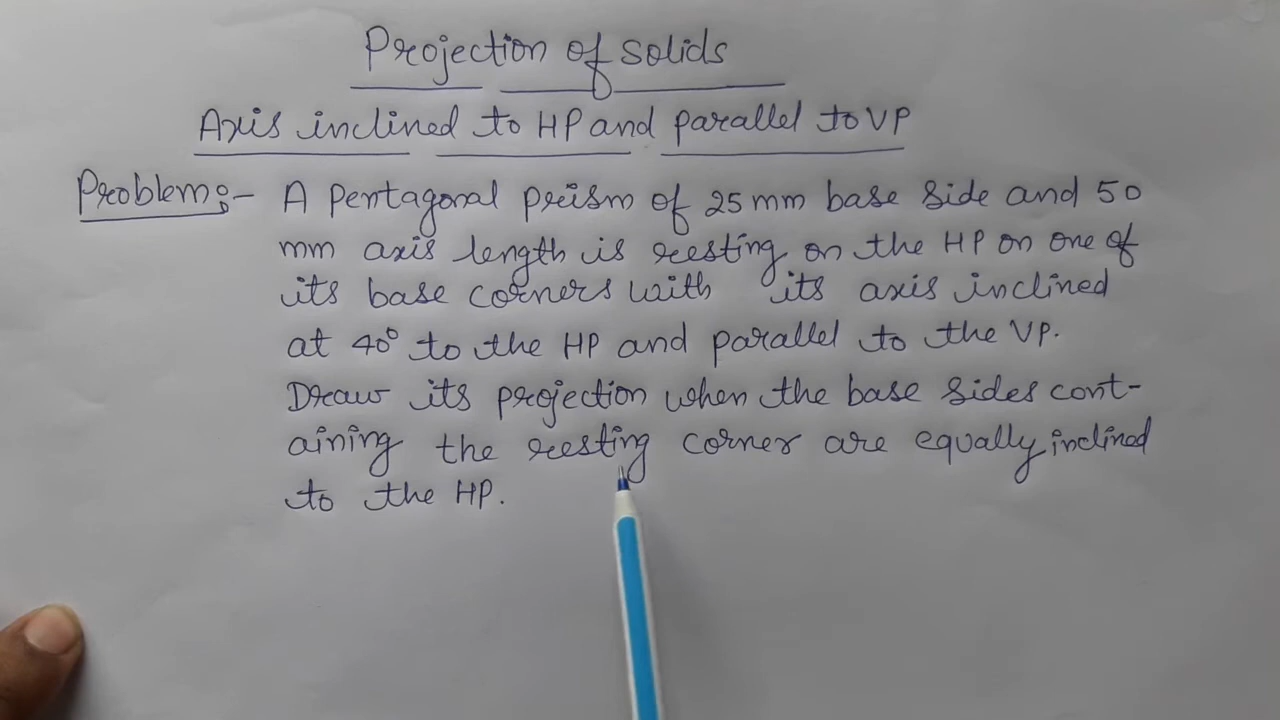 Projection of solids
Axis inclined to HP and parallel to VP
Problem:- A Pentagonal prism of 25 mm base side and 50
mm axis length is resting on the HP on one of
its base corners with its axis inclined
at 40° to the HP and parallel to the VP.
Draw its projection when the base sides cont-
aining the resting corner are equally inclined
to the HP.